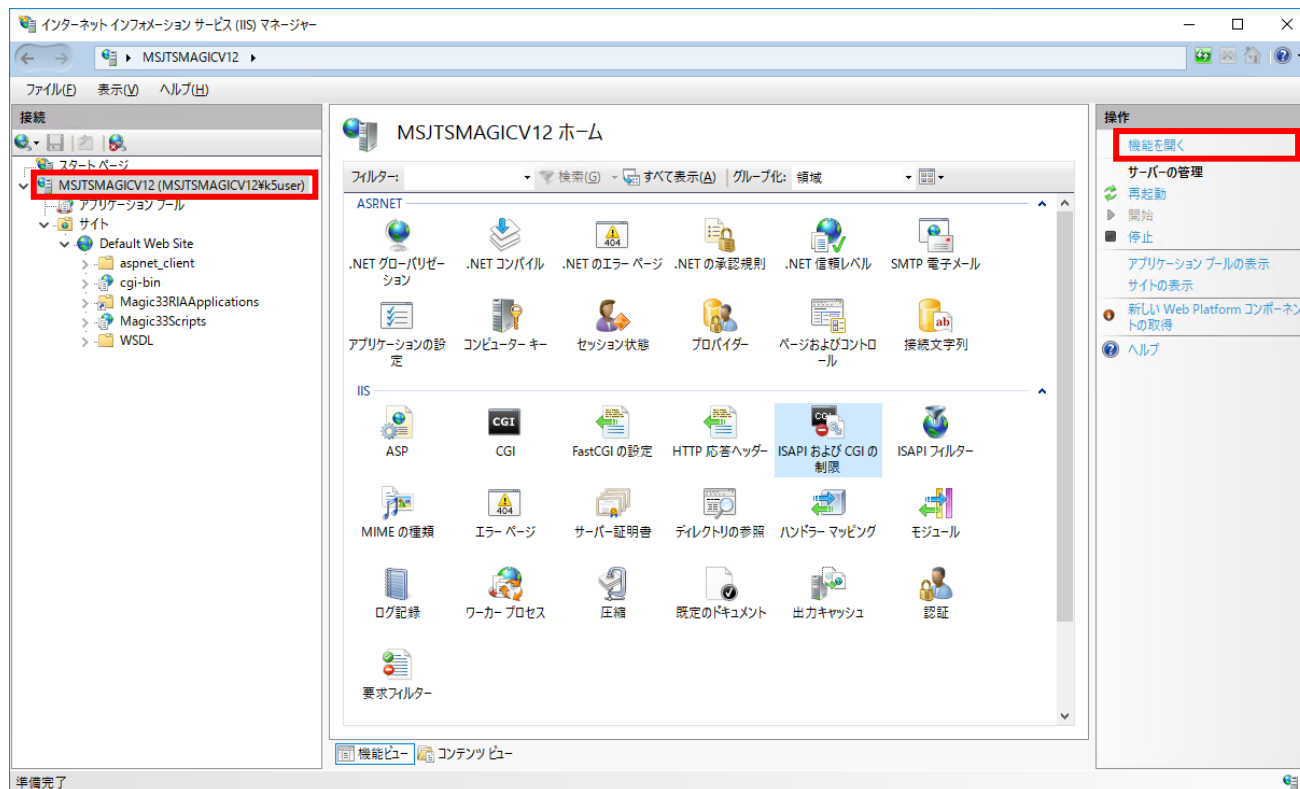 インターネット インフォメーション サービス (IIS) マネージャー
MSJTSMAGICV12
ファイル(F) 表示(V) ヘルプ(H)
接続
スタート ページ
MSJTSMAGICV12 (MSJTSMAGICV12¥k5user)
アプリケーション プール
サイト
Default Web Site
aspnet_client
cgi-bin
Magic33RIAApplications
Magic33Scripts
WSDL
MSJTSMAGICV12 ホーム
フィルター: 検索(G) すべて表示(A) グループ化: 領域
ASP.NET
.NET グローバリゼー
ション
.NET コンパイル
.NET のエラー ページ
.NET の承認規則
.NET 信頼レベル
SMTP 電子メール
アプリケーションの設
定
コンピューター キー
セッション状態
プロバイダー
ページおよびコントロ
ール
接続文字列
IIS
ASP
CGI
FastCGI の設定
HTTP 応答ヘッダー
ISAPI および CGI の
制限
ISAPI フィルター
MIME の種類
エラー ページ
サーバー証明書
ディレクトリの参照
ハンドラー マッピング
モジュール
ログ記録
ワーカー プロセス
圧縮
既定のドキュメント
出力キャッシュ
認証
要求フィルター
機能ビュー コンテンツ ビュー
操作
機能を開く
サーバーの管理
再起動
開始
停止
アプリケーション プールの表示
サイトの表示
新しい Web Platform コンポーネン
トの取得
ヘルプ
準備完了